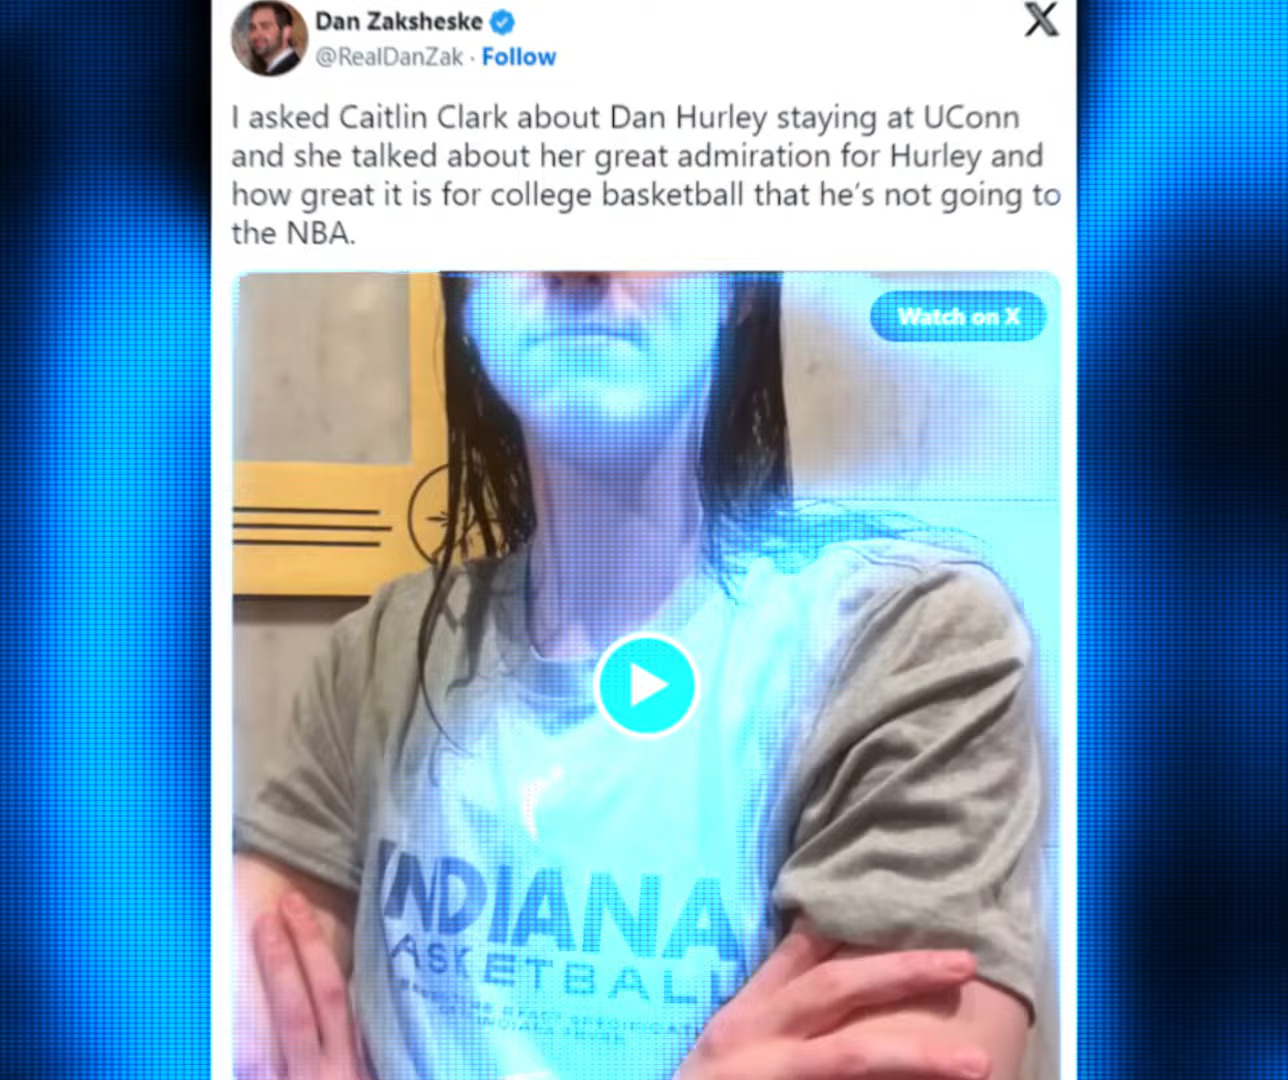 Dan Zaksheske
@RealDanZak · Follow
I asked Caitlin Clark about Dan Hurley staying at UConn
and she talked about her great admiration for Hurley and
how great it is for college basketball that he's not going to
the NBA.
Watch on X
INDIANA
ASKETBALL